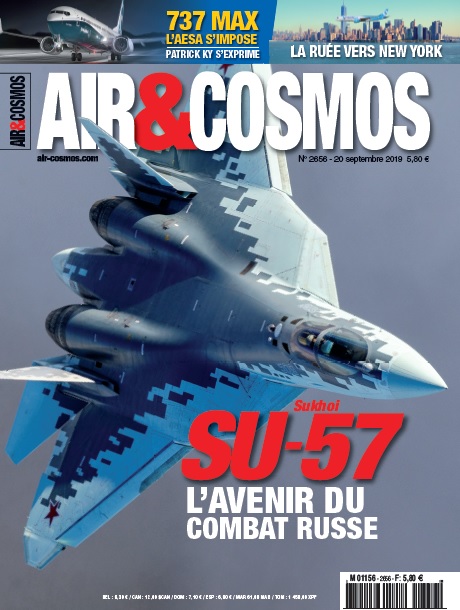 737 MAX
L'AESA S'IMPOSE
PATRICK KY S'EXPRIME
LA RUÉE VERS NEW YORK
AIR&COSMOS
AIR&COSMOS
air-cosmos.com
N° 2656 - 20 septembre 2019 5,80 €
Sukhoi
SU-57
L'AVENIR DU
COMBAT RUSSE
M 01156 - 2656 - F: 5,80 €